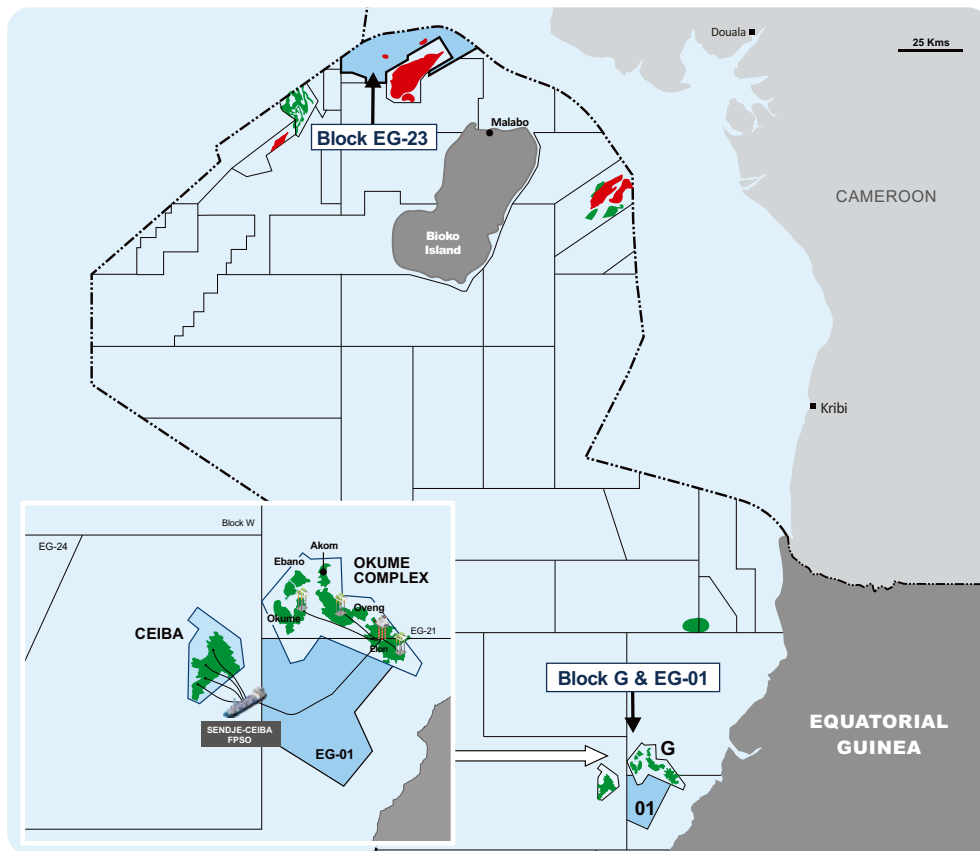 Douala
25 Kms
Malabo
Block EG-23
CAMEROON
Bioko
Island
Kribi
Block W
EG-24
Akom
Ebano
OKUME
COMPLEX
Oveng
Okume
EG-21
CEIBA
Elon
SENDJE-CEIBA
FPSO
EG-01
Block G & EG-01
EQUATORIAL
GUINEA
G
01